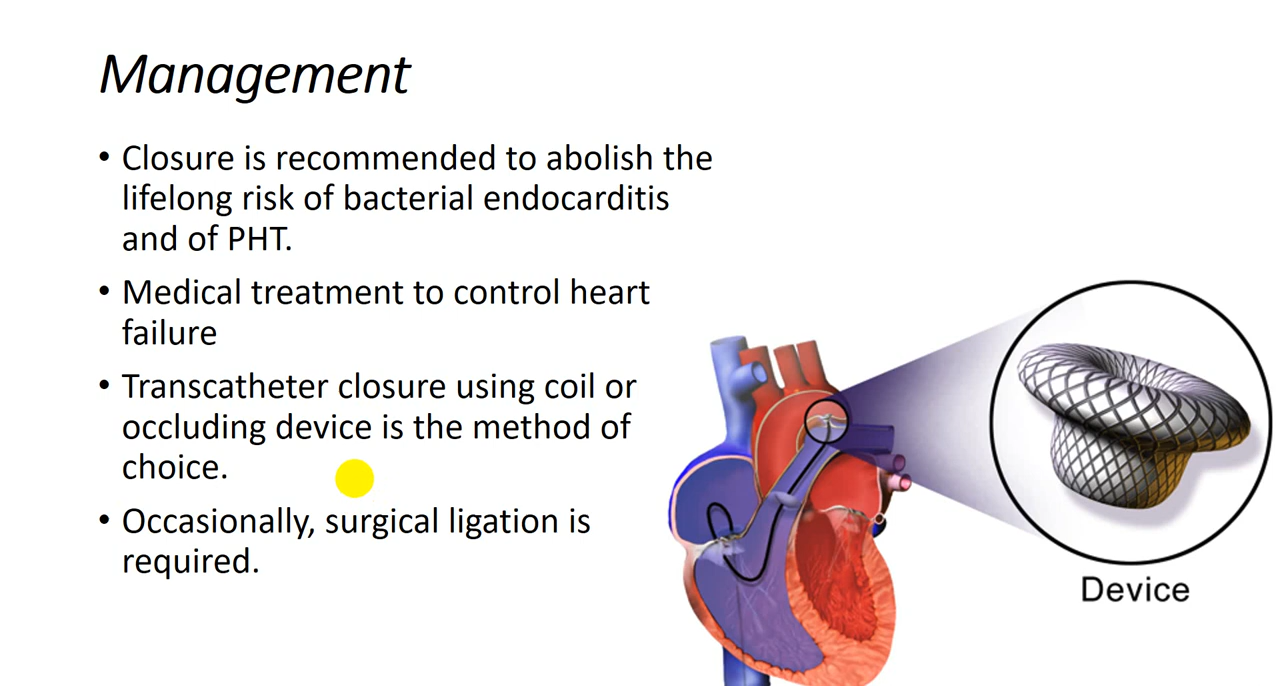 Management
• Closure is recommended to abolish the
lifelong risk of bacterial endocarditis
and of PHT.
• Medical treatment to control heart
failure
• Transcatheter closure using coil or
occluding device is the method of
choice.
• Occasionally, surgical ligation is
required.
Device